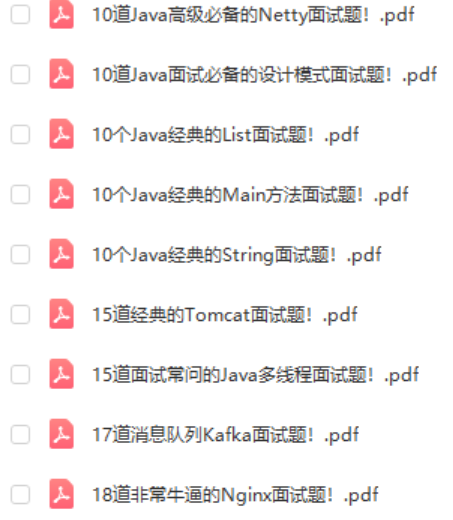 10道Java高级必备的Netty面试题！.pdf
10道Java面试必备的设计模式面试题！.pdf
10个Java经典的List面试题！.pdf
10个Java经典的Main方法面试题！.pdf
10个Java经典的String面试题！.pdf
15道经典的Tomcat面试题！.pdf
15道面试常问的Java多线程面试题！.pdf
17道消息队列Kafka面试题！.pdf
18道非常牛逼的Nginx面试题！.pdf